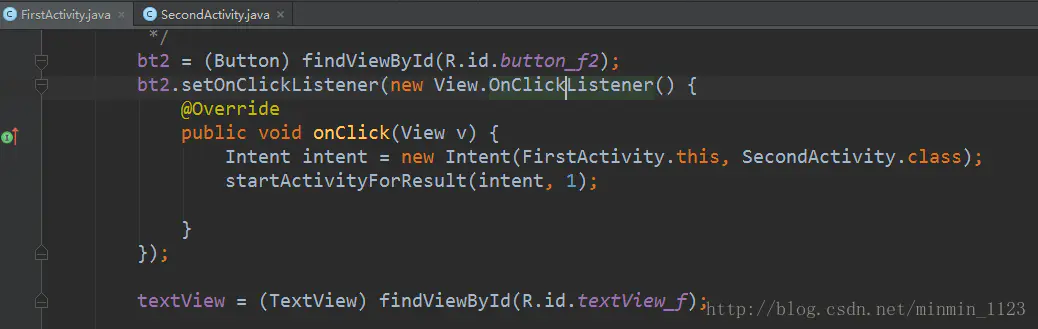 FirstActivity.java × SecondActivity.java ×
*/
bt2 = (Button) findViewById(R.id.button_f2);
bt2.setOnClickListener(new View.OnClickListener() {
@Override
public void onClick(View v) {
Intent intent = new Intent(FirstActivity.this, SecondActivity.class);
startActivityForResult(intent, 1);
}
});
textView = (TextView) findViewById(R.id.textView_f);
http://blog.csdn.net/minmin_1123